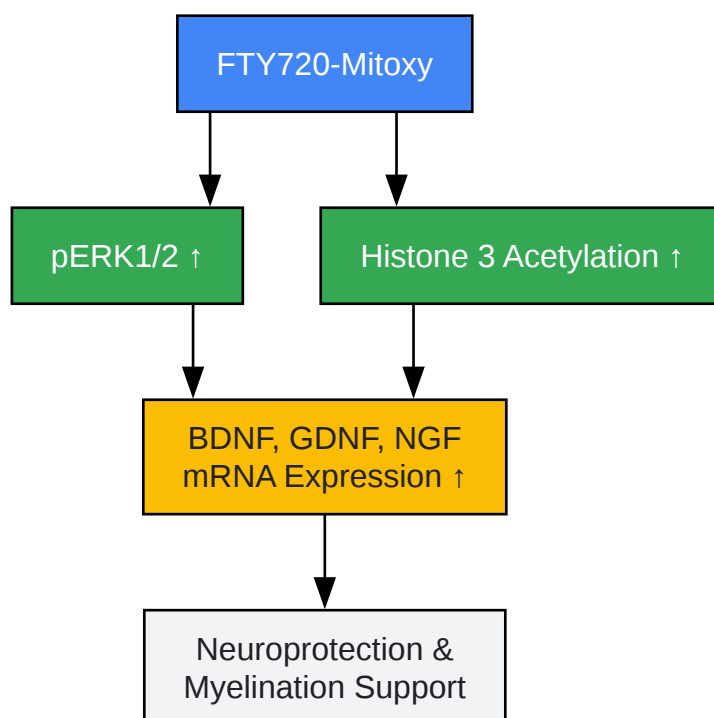 FTY720-Mitoxy
pERK1/2 ↑
Histone 3 Acetylation ↑
BDNF, GDNF, NGF
mRNA Expression ↑
Neuroprotection &
Myelination Support